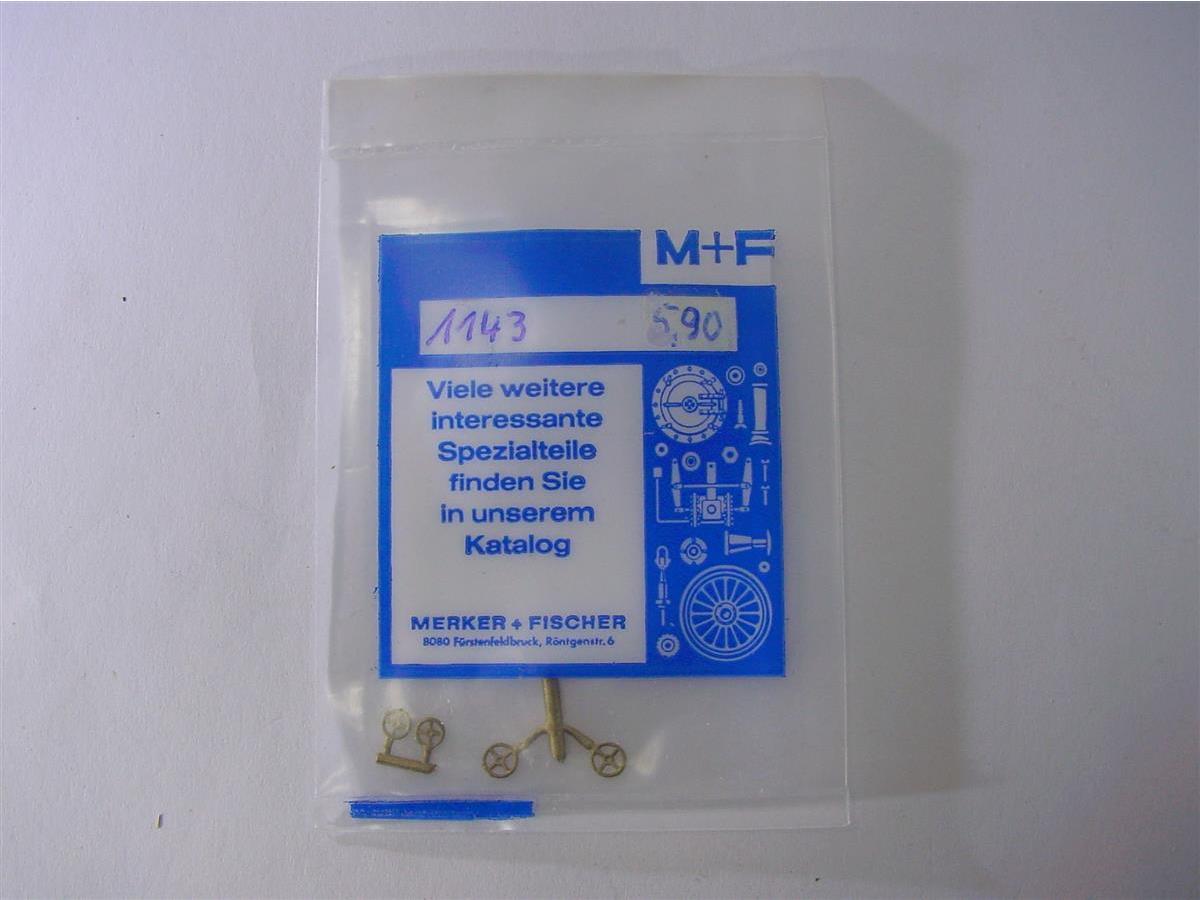 M+F
1143 5,90
Viele weitere
interessante
Spezialteile
finden Sie
in unserem
Katalog
MERKER + FISCHER
8080 Fürstenfeldbruck, Röntgenstr. 6